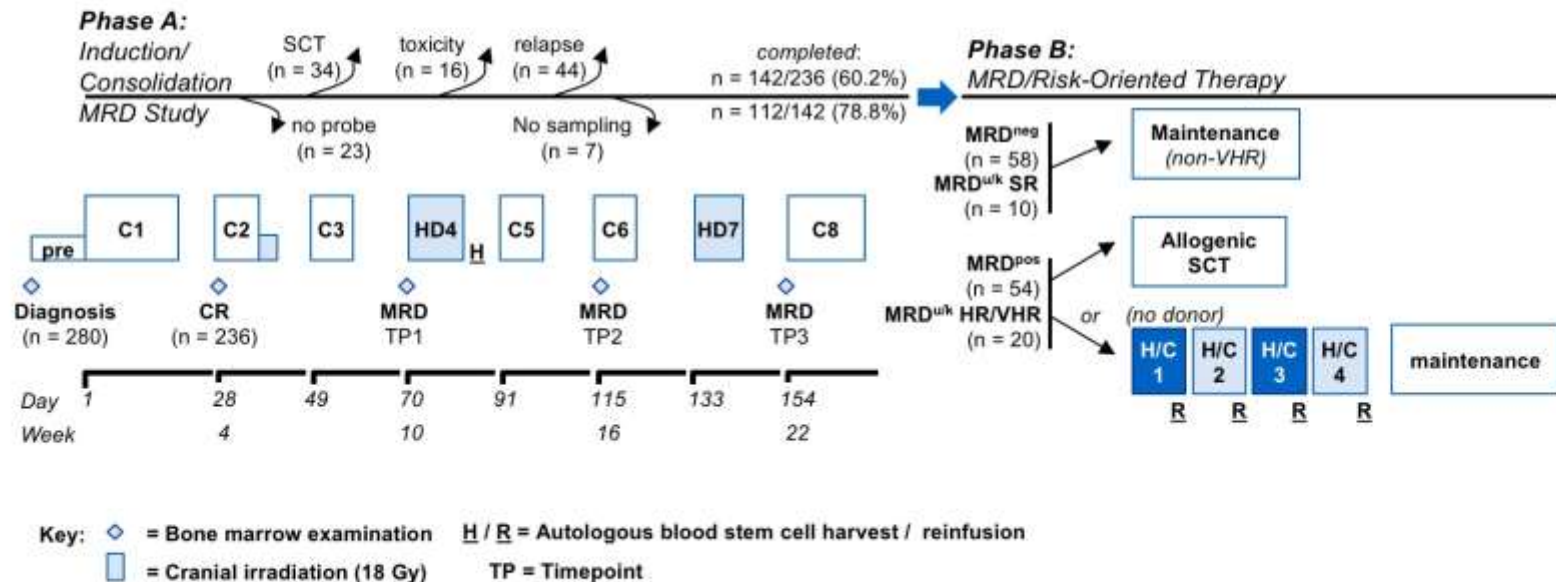 Phase A:
Induction/
Consolidation
MRD Study
SCT
(n = 34)
toxicity
(n = 16)
relapse
(n = 44)
completed:
n = 142/236 (60.2%)
n = 112/142 (78.8%)
no probe
(n = 23)
No sampling
(n = 7)
Phase B:
MRD/Risk-Oriented Therapy
MRDneg
(n = 58)
MRDu/k SR
(n = 10)
Maintenance
(non-VHR)
MRDpos
(n = 54)
MRDu/k HR/VHR
(n = 20)
Allogenic
SCT
or
(no donor)
H/C
1
H/C
2
H/C
3
H/C
4
maintenance
R R R R
pre C1 C2 C3 HD4 H C5 C6 HD7 C8
Diagnosis
(n = 280)
CR
(n = 236)
MRD
TP1
MRD
TP2
MRD
TP3
Day 1 28 49 70 91 115 133 154
Week 4 10 16 22
Key:
= Bone marrow examination
H / R = Autologous blood stem cell harvest / reinfusion
= Cranial irradiation (18 Gy)
TP = Timepoint